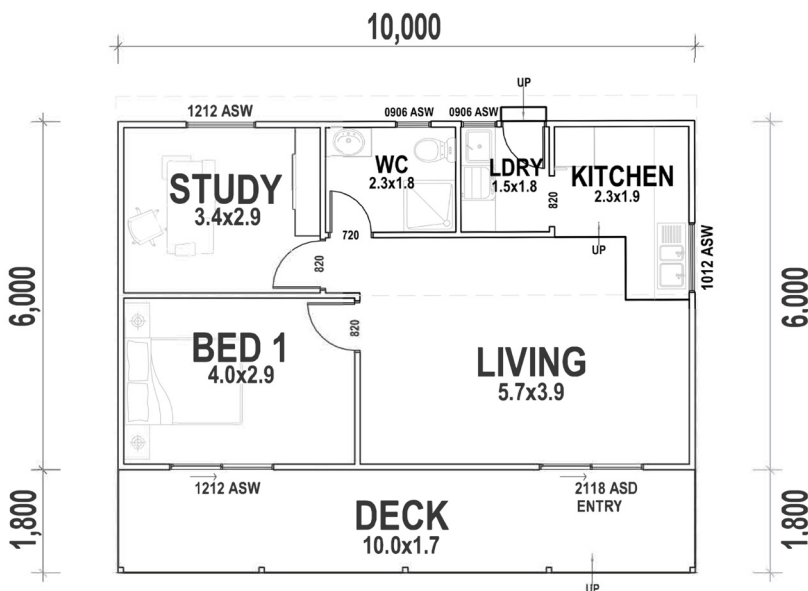 10,000
UP
1212 ASW
0906 ASW
0906 ASW
STUDY
3.4x2.9
WC
2.3x1.8
LDRY
1.5x1.8
KITCHEN
2.3x1.9
820
720
UP
820
1012 ASW
6,000
6.000
820
BED 1
4.0x2.9
LIVING
5.7x3.9
1212 ASW
2118 ASD
ENTRY
1,800
1.800
DECK
10.0x1.7
UP